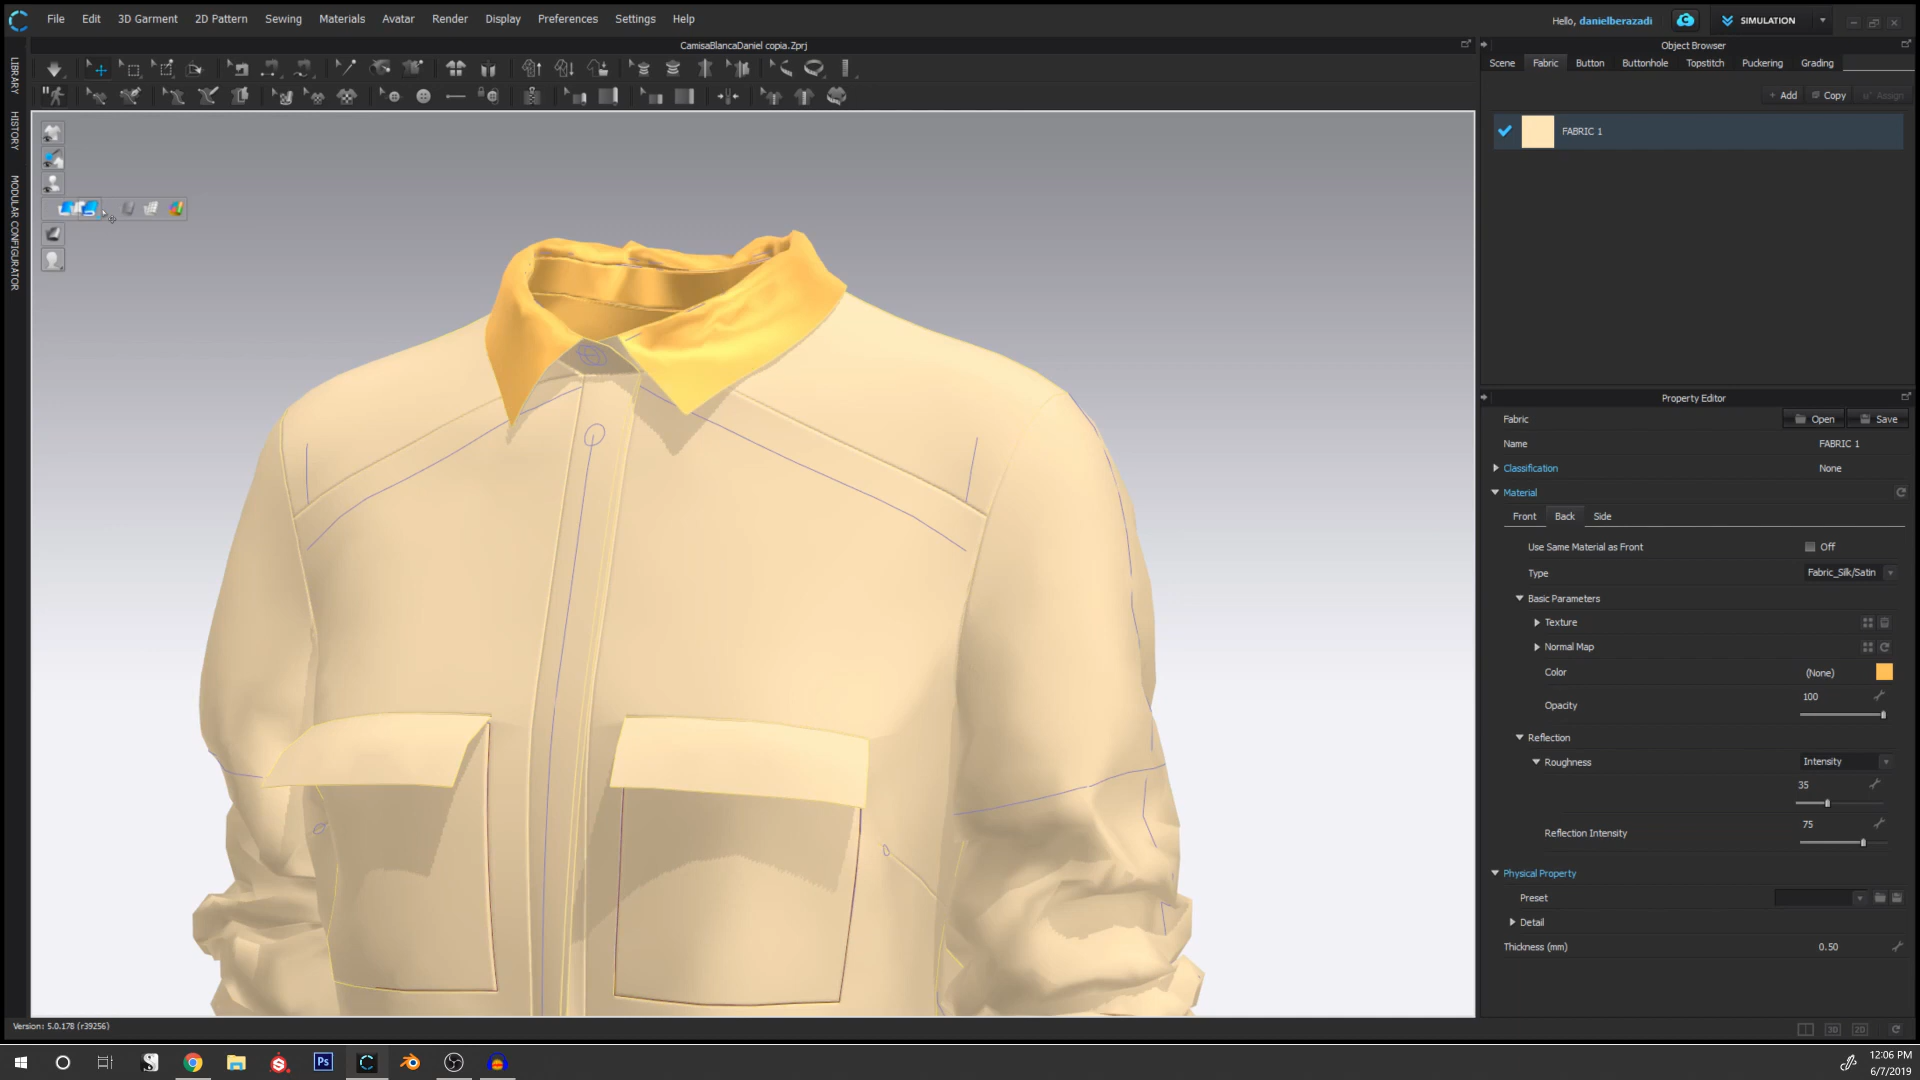 File Edit 3D Garment 2D Pattern Sewing Materials Avatar Render Display Preferences Settings Help
Hello, danielberazadi
SIMULATION
CamisaBlancaDaniel copia.Zprj
Object Browser
Scene Fabric Button Buttonhole Topstitch Puckering Grading
+ Add Copy Assign
FABRIC 1
LIBRARY
HISTORY
MODULAR CONFIGURATOR
Property Editor
Fabric Open Save
Name FABRIC 1
Classification None
Material
Front Back Side
Use Same Material as Front Off
Type Fabric_Silk/Satin
Basic Parameters
Texture
Normal Map
Color (None)
Opacity 100
Reflection
Roughness Intensity
35
Reflection Intensity 75
Physical Property
Preset
Detail
Thickness (mm) 0.50
Version: 5.0.178 (r39256)
3D 2D
Ps
12:06 PM
6/7/2019